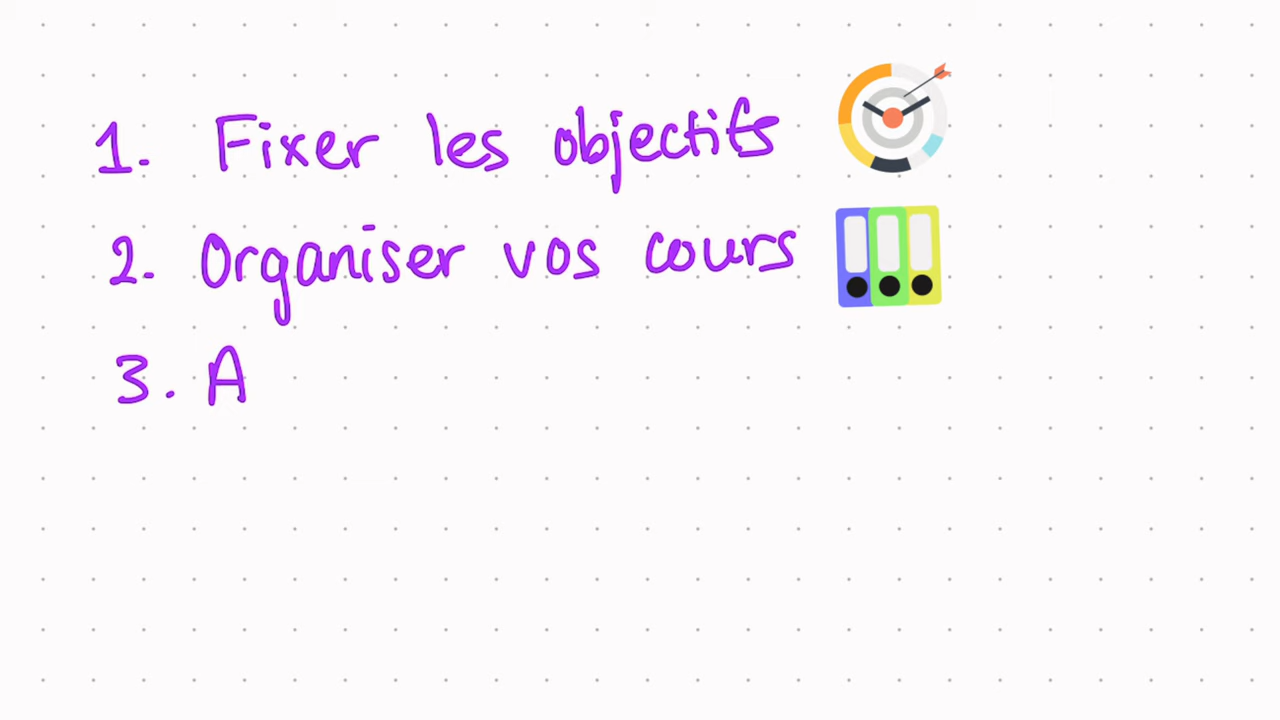 1. Fixer les objectifs
2. Organiser vos cours
3. A